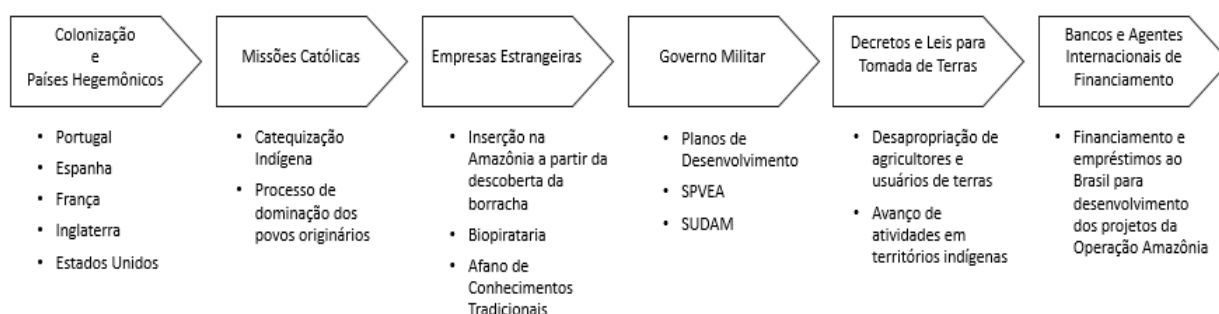 Colonização
e
Países Hegemônicos
• Portugal
• Espanha
• França
• Inglaterra
• Estados Unidos
Missões Católicas
• Catequização
Indígena
• Processo de
dominação dos
povos originários
Empresas Estrangeiras
• Inserção na
Amazônia a partir da
descoberta da
borracha
• Biopirataria
• Afano de
Conhecimentos
Tradicionais
Governo Militar
• Planos de
Desenvolvimento
• SPVEA
• SUDAM
Decretos e Leis para
Tomada de Terras
• Desapropriação de
agricultores e
usuários de terras
• Avanço de
atividades em
territórios indígenas
Bancos e Agentes
Internacionais de
Financiamento
• Financiamento e
empréstimos ao
Brasil para
desenvolvimento
dos projetos da
Operação Amazônia